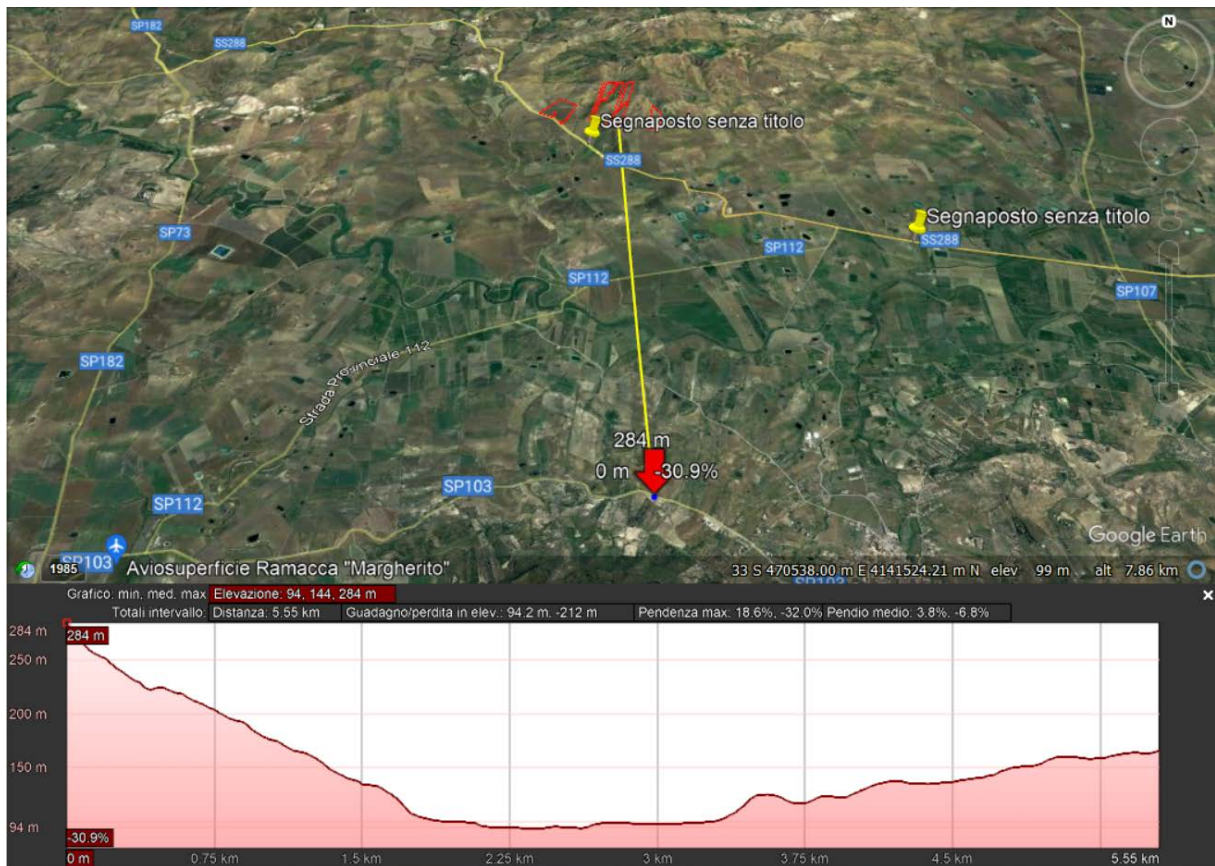 N
SP182
SS288
Segnaposto senza titolo
SS288
Segnaposto senza titolo
SS288
SP73
SP112
SP112
SP107
Strada Provinciale 112
SP182
284 m
0 m -30.9%
SP103
SP112
Google Earth
SP103
SP103
1985
Aviosuperficie Ramacca "Margherito"
33 S 470538.00 m E 4141524.21 m N elev 99 m alt 7.86 km
Grafico: min, med. max Elevazione: 94, 144, 284 m
Totali intervallo: Distanza: 5.55 km Guadagno/perdita in elev.: 94.2 m. -212 m Pendenza max: 18.6%, -32.0% Pendio medio: 3.8%, -6.8%
284 m
284 m
250 m
200 m
150 m
94 m
-30.9%
0 m 0.75 km 1.5 km 2.25 km 3 km 3.75 km 4.5 km 5.55 km